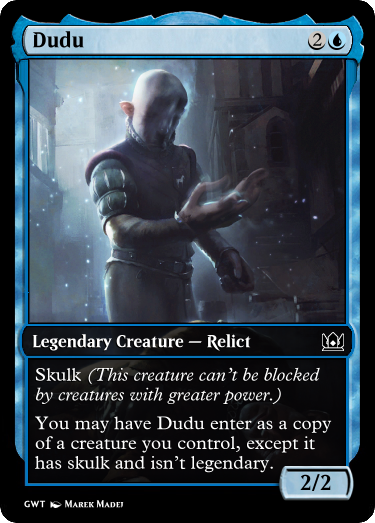 Dudu 2
Legendary Creature — Relict
Skulk (This creature can't be blocked
by creatures with greater power.)
You may have Dudu enter as a copy
of a creature you control, except it
has skulk and isn't legendary.
2/2
GWT Marek Madej